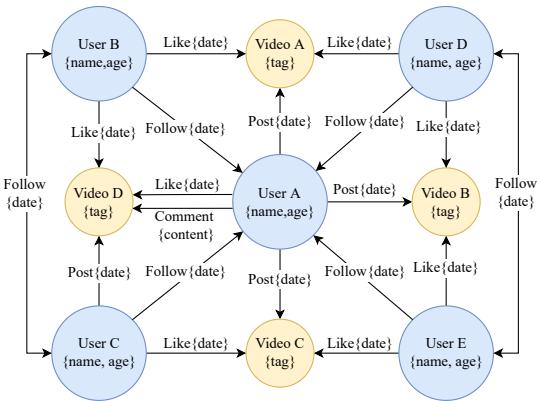 User B
{name,age}
Like{date}
Video A
{tag}
Like{date}
User D
{name, age}
Like{date}
Follow{date}
Post{date}
Follow{date}
Like{date}
Follow
{date}
Video D
{tag}
Like{date}
Comment
{content}
User A
{name,age}
Post{date}
Video B
{tag}
Follow
{date}
Post{date}
Follow{date}
Post{date}
Follow{date}
Like{date}
User C
{name, age}
Like{date}
Video C
{tag}
Like{date}
User E
{name, age}